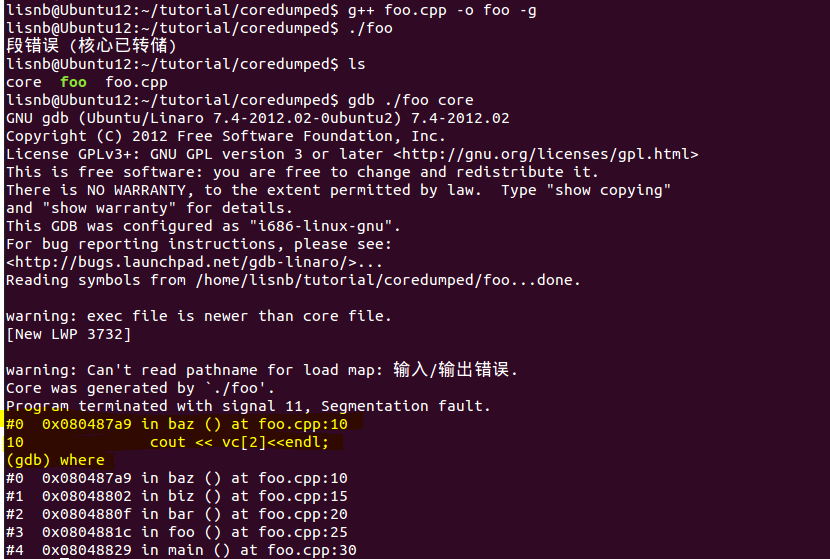 lisnb@Ubuntu12:~/tutorial/coredumped$ g++ foo.cpp -o foo -g
lisnb@Ubuntu12:~/tutorial/coredumped$ ./foo
段错误 (核心已转储)
lisnb@Ubuntu12:~/tutorial/coredumped$ ls
core  foo  foo.cpp
lisnb@Ubuntu12:~/tutorial/coredumped$ gdb ./foo core
GNU gdb (Ubuntu/Linaro 7.4-2012.02-0ubuntu2) 7.4-2012.02
Copyright (C) 2012 Free Software Foundation, Inc.
License GPLv3+: GNU GPL version 3 or later <http://gnu.org/licenses/gpl.html>
This is free software: you are free to change and redistribute it.
There is NO WARRANTY, to the extent permitted by law.  Type "show copying"
and "show warranty" for details.
This GDB was configured as "i686-linux-gnu".
For bug reporting instructions, please see:
<http://bugs.launchpad.net/gdb-linaro/>...
Reading symbols from /home/lisnb/tutorial/coredumped/foo...done.
warning: exec file is newer than core file.
[New LWP 3732]
warning: Can't read pathname for load map: 输入/输出错误.
Core was generated by `./foo'.
Program terminated with signal 11, Segmentation fault.
#0  0x080487a9 in baz () at foo.cpp:10
10              cout << vc[2]<<endl;
(gdb) where
#0  0x080487a9 in baz () at foo.cpp:10
#1  0x08048802 in biz () at foo.cpp:15
#2  0x0804880f in bar () at foo.cpp:20
#3  0x0804881c in foo () at foo.cpp:25
#4  0x08048829 in main () at foo.cpp:30